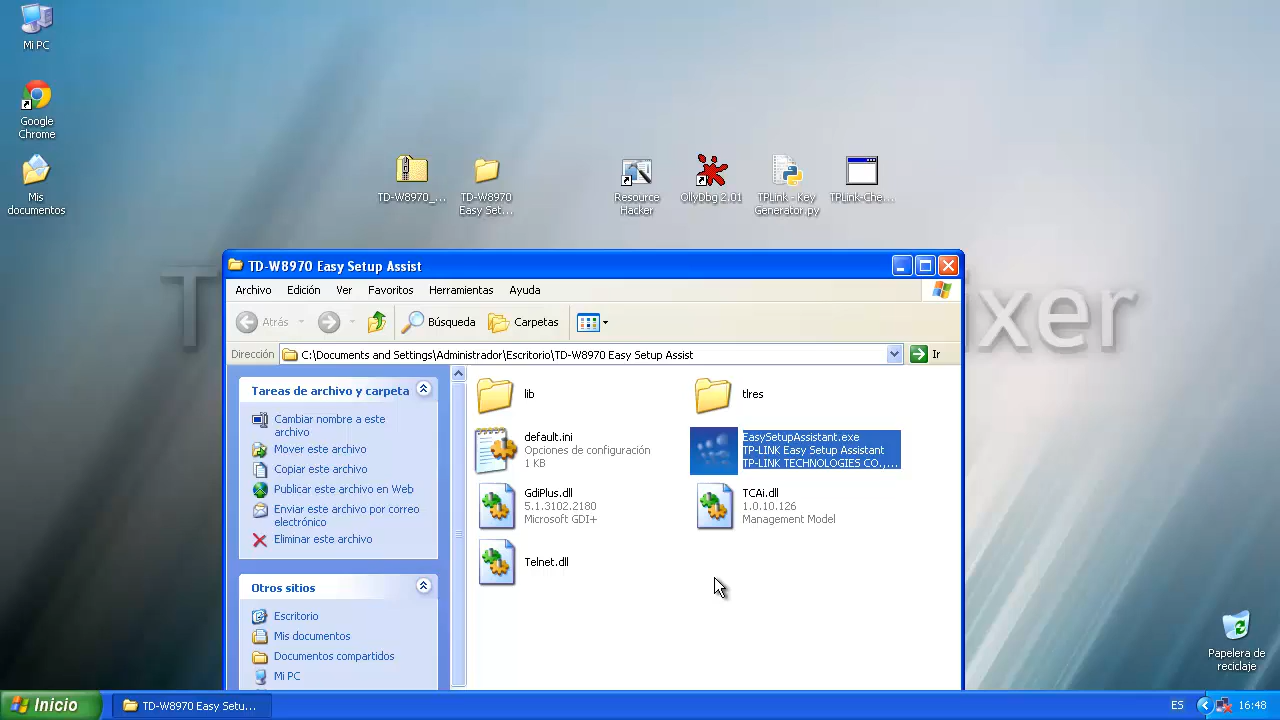 Mi PC
Google
Chrome
Mis
documentos
TD-W8970_...
TD-W8970
Easy Set...
Resource
Hacker
OllyDbg 2.01
TPLink - Key
Generator.py
TPLink-Che...
T
xer
TD-W8970 Easy Setup Assist
Archivo Edición Ver Favoritos Herramientas Ayuda
Atrás Búsqueda Carpetas
Dirección C:\Documents and Settings\Administrador\Escritorio\TD-W8970 Easy Setup Assist Ir
Tareas de archivo y carpeta
Cambiar nombre a este
archivo
Mover este archivo
Copiar este archivo
Publicar este archivo en Web
Enviar este archivo por correo
electrónico
Eliminar este archivo
Otros sitios
Escritorio
Mis documentos
Documentos compartidos
Mi PC
lib
tlres
default.ini
Opciones de configuración
1 KB
EasySetupAssistant.exe
TP-LINK Easy Setup Assistant
TP-LINK TECHNOLOGIES CO.,...
GdiPlus.dll
5.1.3102.2180
Microsoft GDI+
TCAi.dll
1.0.10.126
Management Model
Telnet.dll
Papelera de
reciclaje
Inicio
TD-W8970 Easy Setu...
ES
16:48